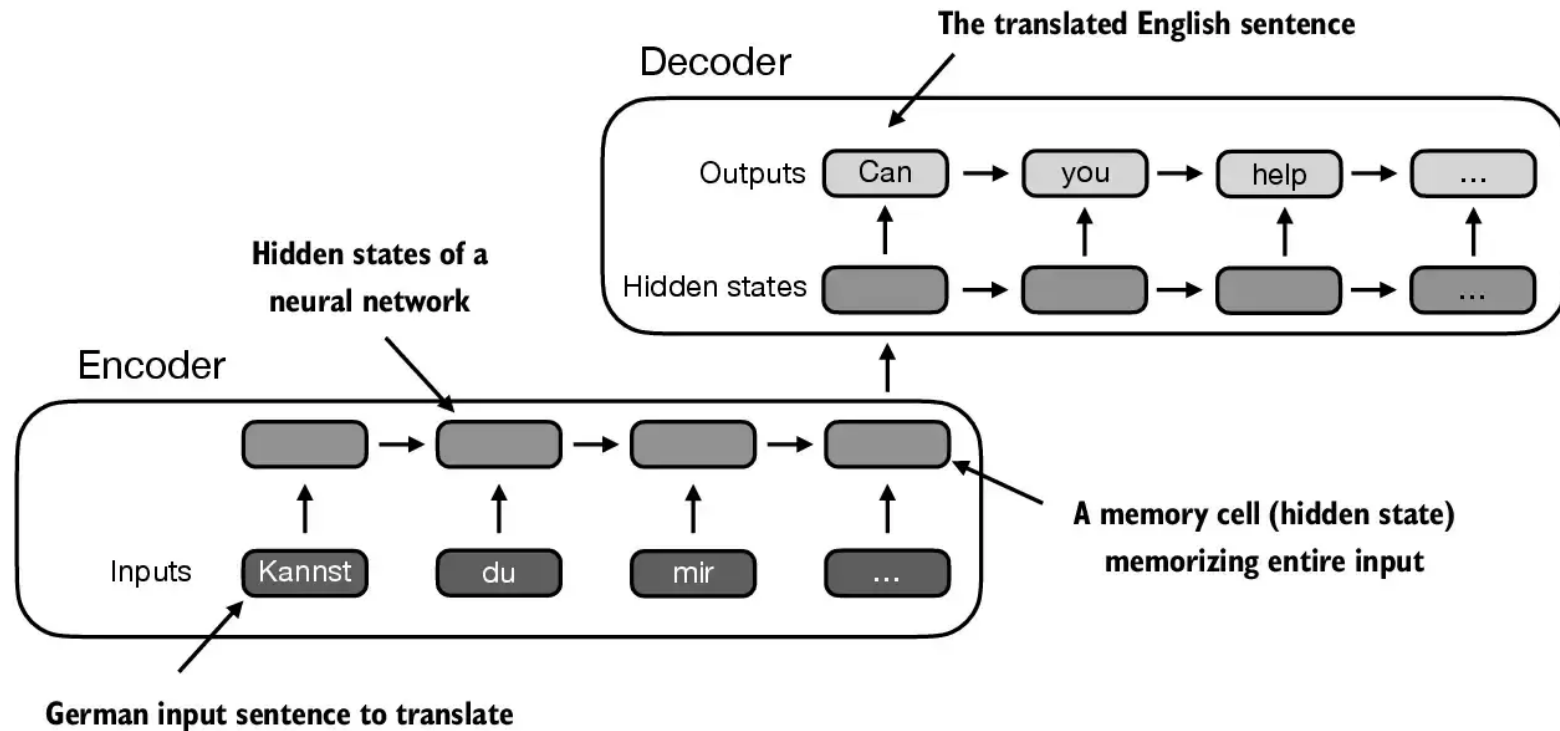 The translated English sentence
Decoder
Outputs Can you help ...
Hidden states ...
Hidden states of a
neural network
Encoder
A memory cell (hidden state)
memorizing entire input
Inputs Kannst du mir ...
German input sentence to translate